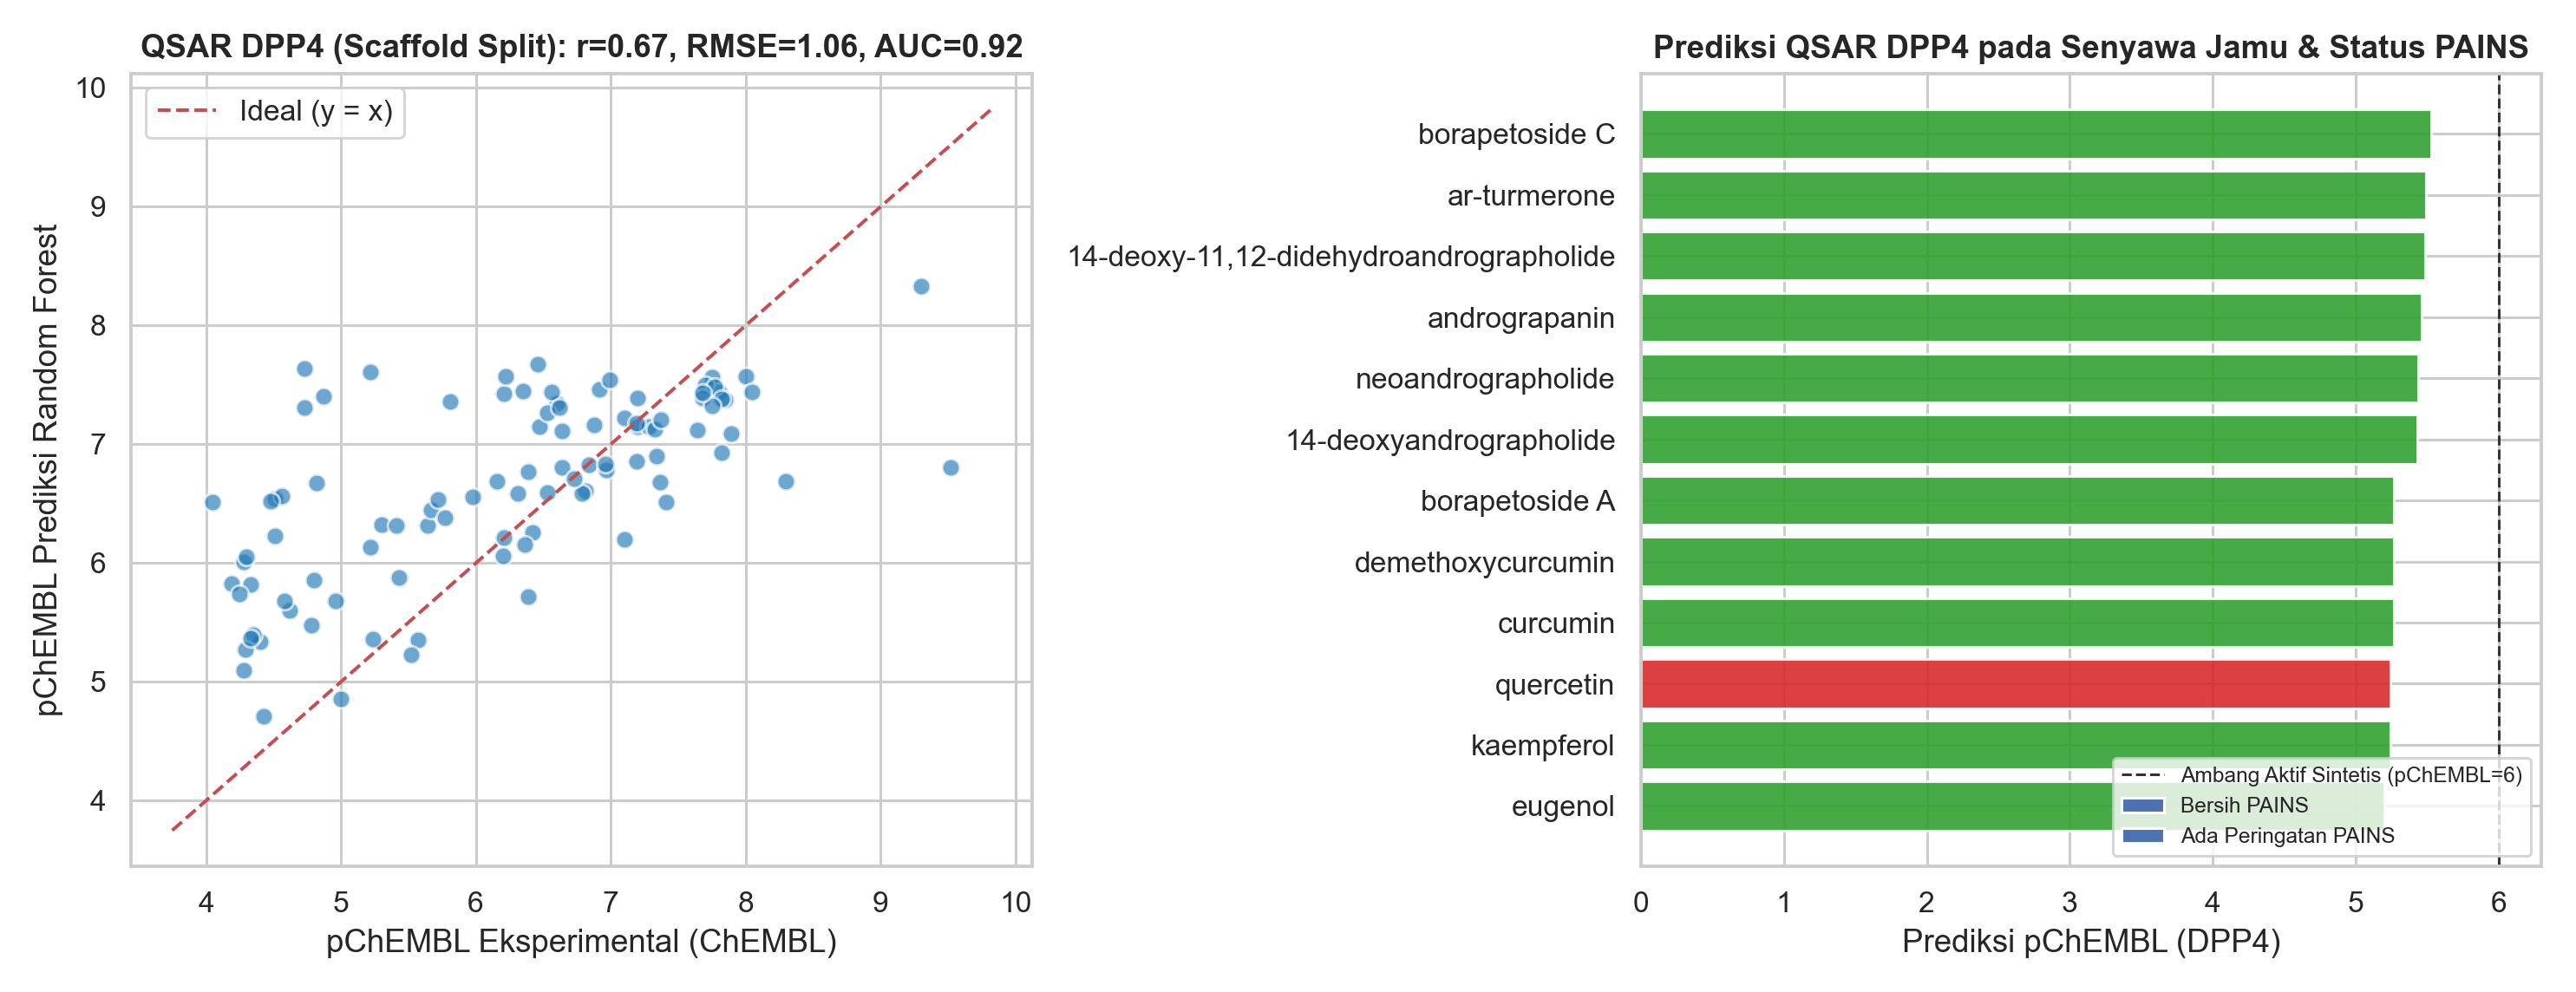 QSAR DPP4 (Scaffold Split): r=0.67, RMSE=1.06, AUC=0.92
Ideal (y = x)
10
9
8
7
6
5
4
pChEMBL Prediksi Random Forest
4 5 6 7 8 9 10
pChEMBL Eksperimental (ChEMBL)
Prediksi QSAR DPP4 pada Senyawa Jamu & Status PAINS
borapetoside C
ar-turmerone
14-deoxy-11,12-didehydroandrographolide
andrograpanin
neoandrographolide
14-deoxyandrographolide
borapetoside A
demethoxycurcumin
curcumin
quercetin
kaempferol
eugenol
Ambang Aktif Sintetis (pChEMBL=6)
Bersih PAINS
Ada Peringatan PAINS
0 1 2 3 4 5 6
Prediksi pChEMBL (DPP4)